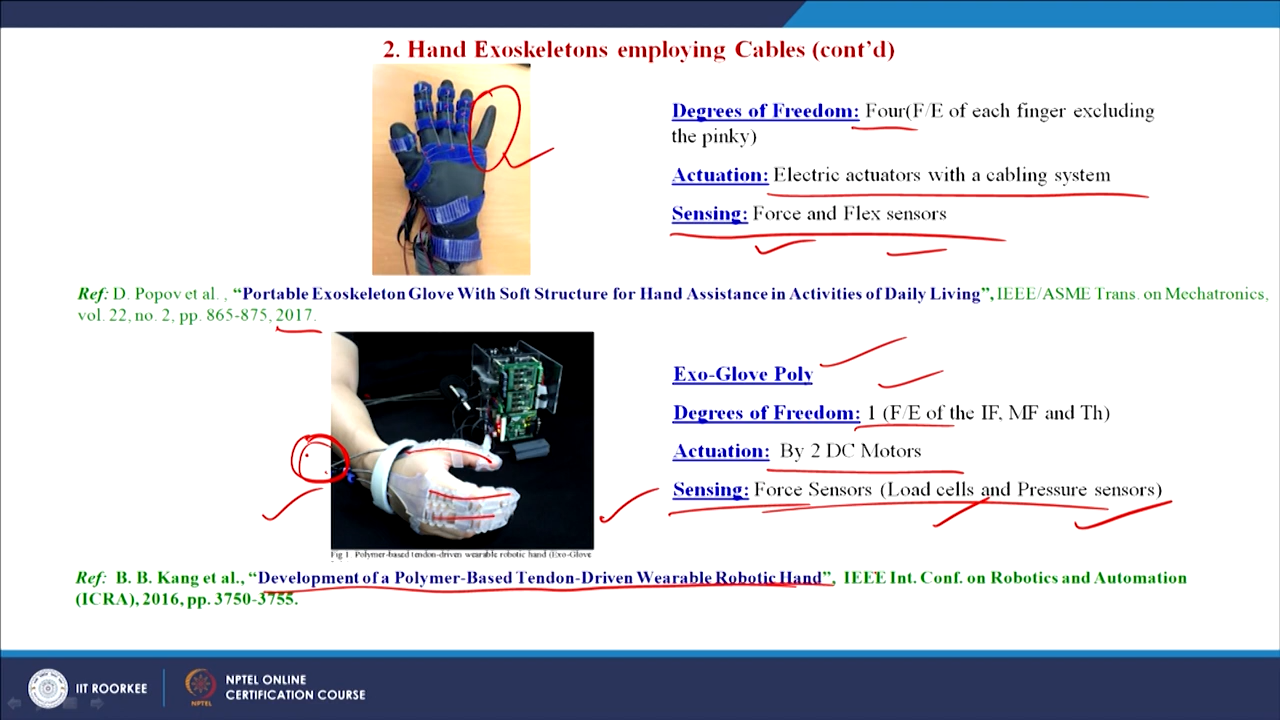 2. Hand Exoskeletons employing Cables (cont'd)
Degrees of Freedom: Four(F/E of each finger excluding
the pinky)
Actuation: Electric actuators with a cabling system
Sensing: Force and Flex sensors
Ref: D. Popov et al. , “Portable Exoskeleton Glove With Soft Structure for Hand Assistance in Activities of Daily Living”, IEEE/ASME Trans. on Mechatronics,
vol. 22, no. 2, pp. 865-875, 2017.
Exo-Glove Poly
Degrees of Freedom: 1 (F/E of the IF, MF and Th)
Actuation: By 2 DC Motors
Sensing: Force Sensors (Load cells and Pressure sensors)
Fig 1 Polymer-based tendon-driven wearable robotic hand (Exo-Glove
Ref: B. B. Kang et al., “Development of a Polymer-Based Tendon-Driven Wearable Robotic Hand”, IEEE Int. Conf. on Robotics and Automation
(ICRA), 2016, pp. 3750-3755.
IIT ROORKEE
NPTEL
NPTEL ONLINE
CERTIFICATION COURSE